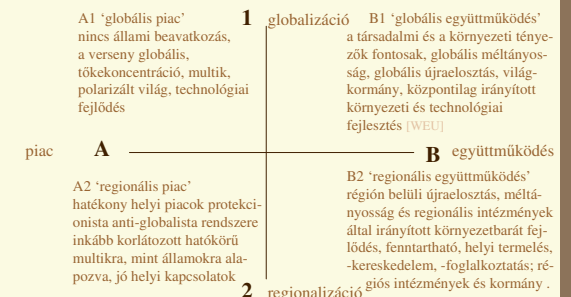 A1 ‘globális piac’
nincs állami beavatkozás,
a verseny globális,
tőkekoncentráció, multik,
polarizált világ, technológiai
fejlődés
1 globalizáció
B1 ‘globális együttműködés’
a társadalmi és a környezeti ténye-
zők fontosak, globális méltányos-
ság, globális újraelosztás, világ-
kormány, központilag irányított
környezeti és technológiai
fejlesztés [WEU]
piac A
B együttműködés
A2 ‘regionális piac’
hatékony helyi piacok protekci-
onista anti-globalista rendszere
inkább korlátozott hatókörű
multikra, mint államokra ala-
pozva, jó helyi kapcsolatok
B2 ‘regionális együttműködés’
régión belüli újraelosztás, méltá-
nyosság és regionális intézmények
által irányított környezetbarát fej-
lődés, fenntartható, helyi termelés,
-kereskedelem, -foglalkoztatás; ré-
giós intézmények és kormány .
2 regionalizáció